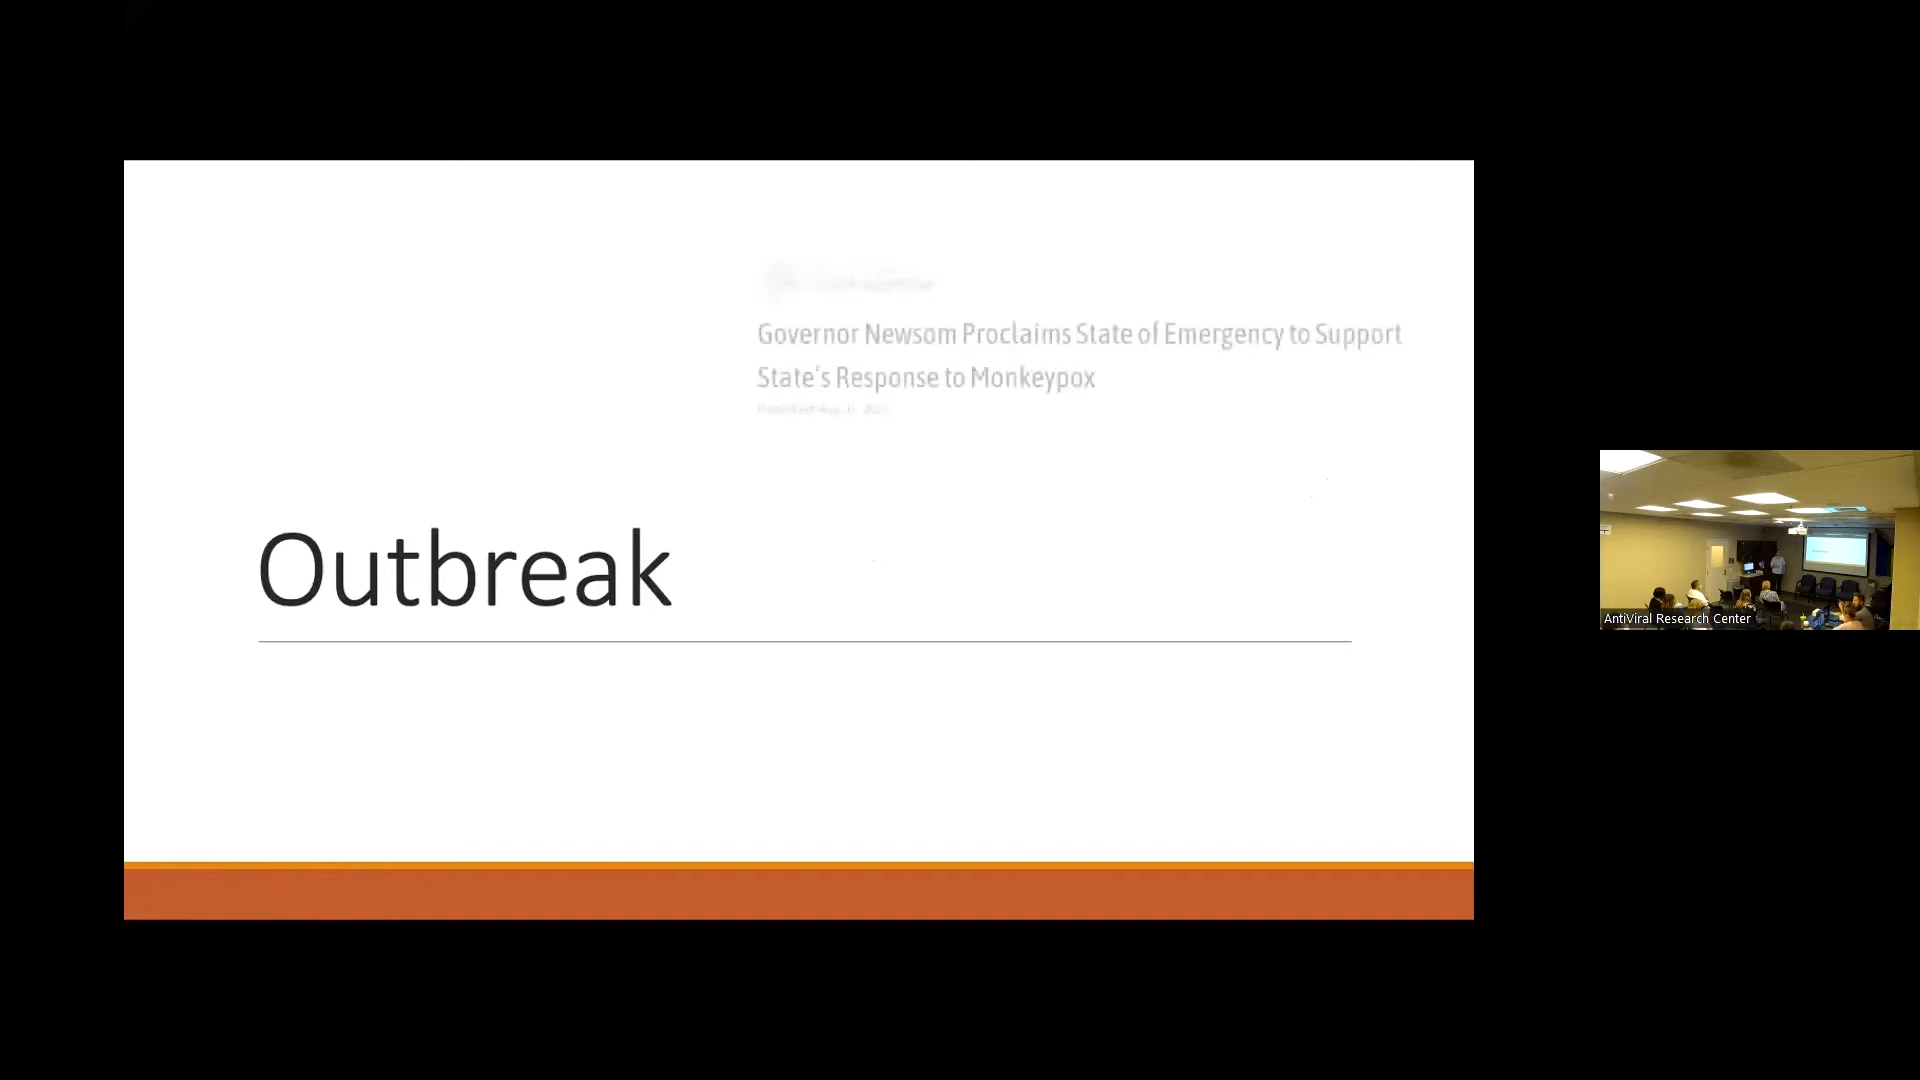 Governor Newsom Proclaims State of Emergency to Support
State's Response to Monkeypox
Outbreak
AntiViral Research Center